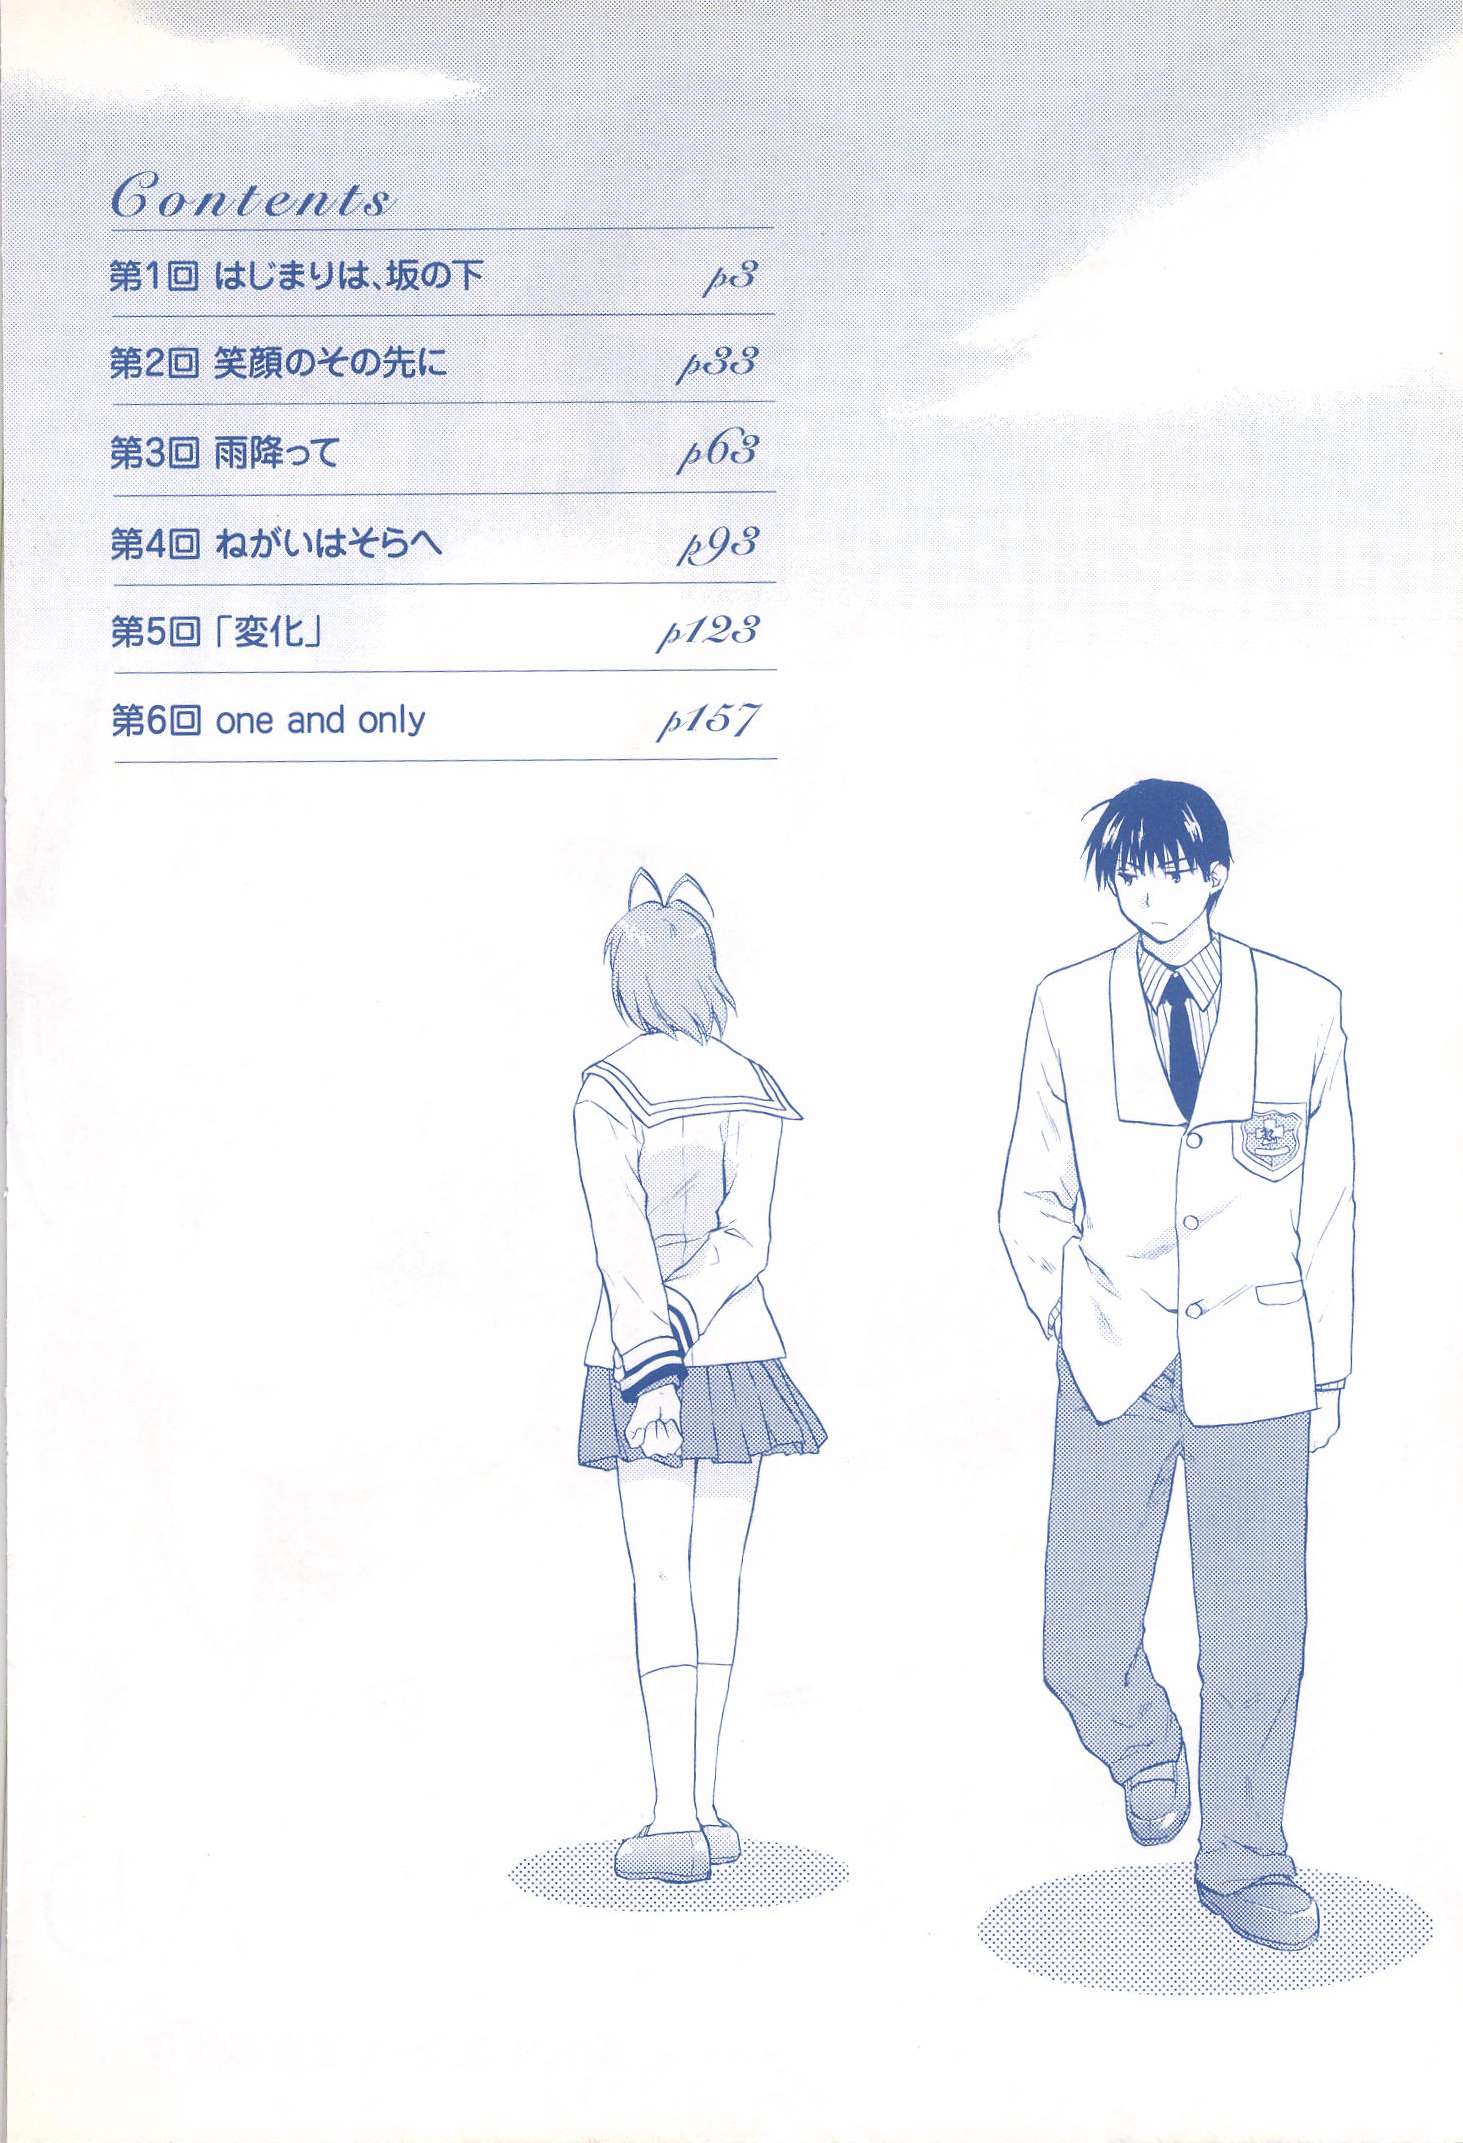 Contents
第1回 はじまりは、坂の下 p3
第2回 笑顔のその先に p33
第3回 雨降って p63
第4回 ねがいはそらへ p93
第5回「変化」 p123
第6回 one and only p157